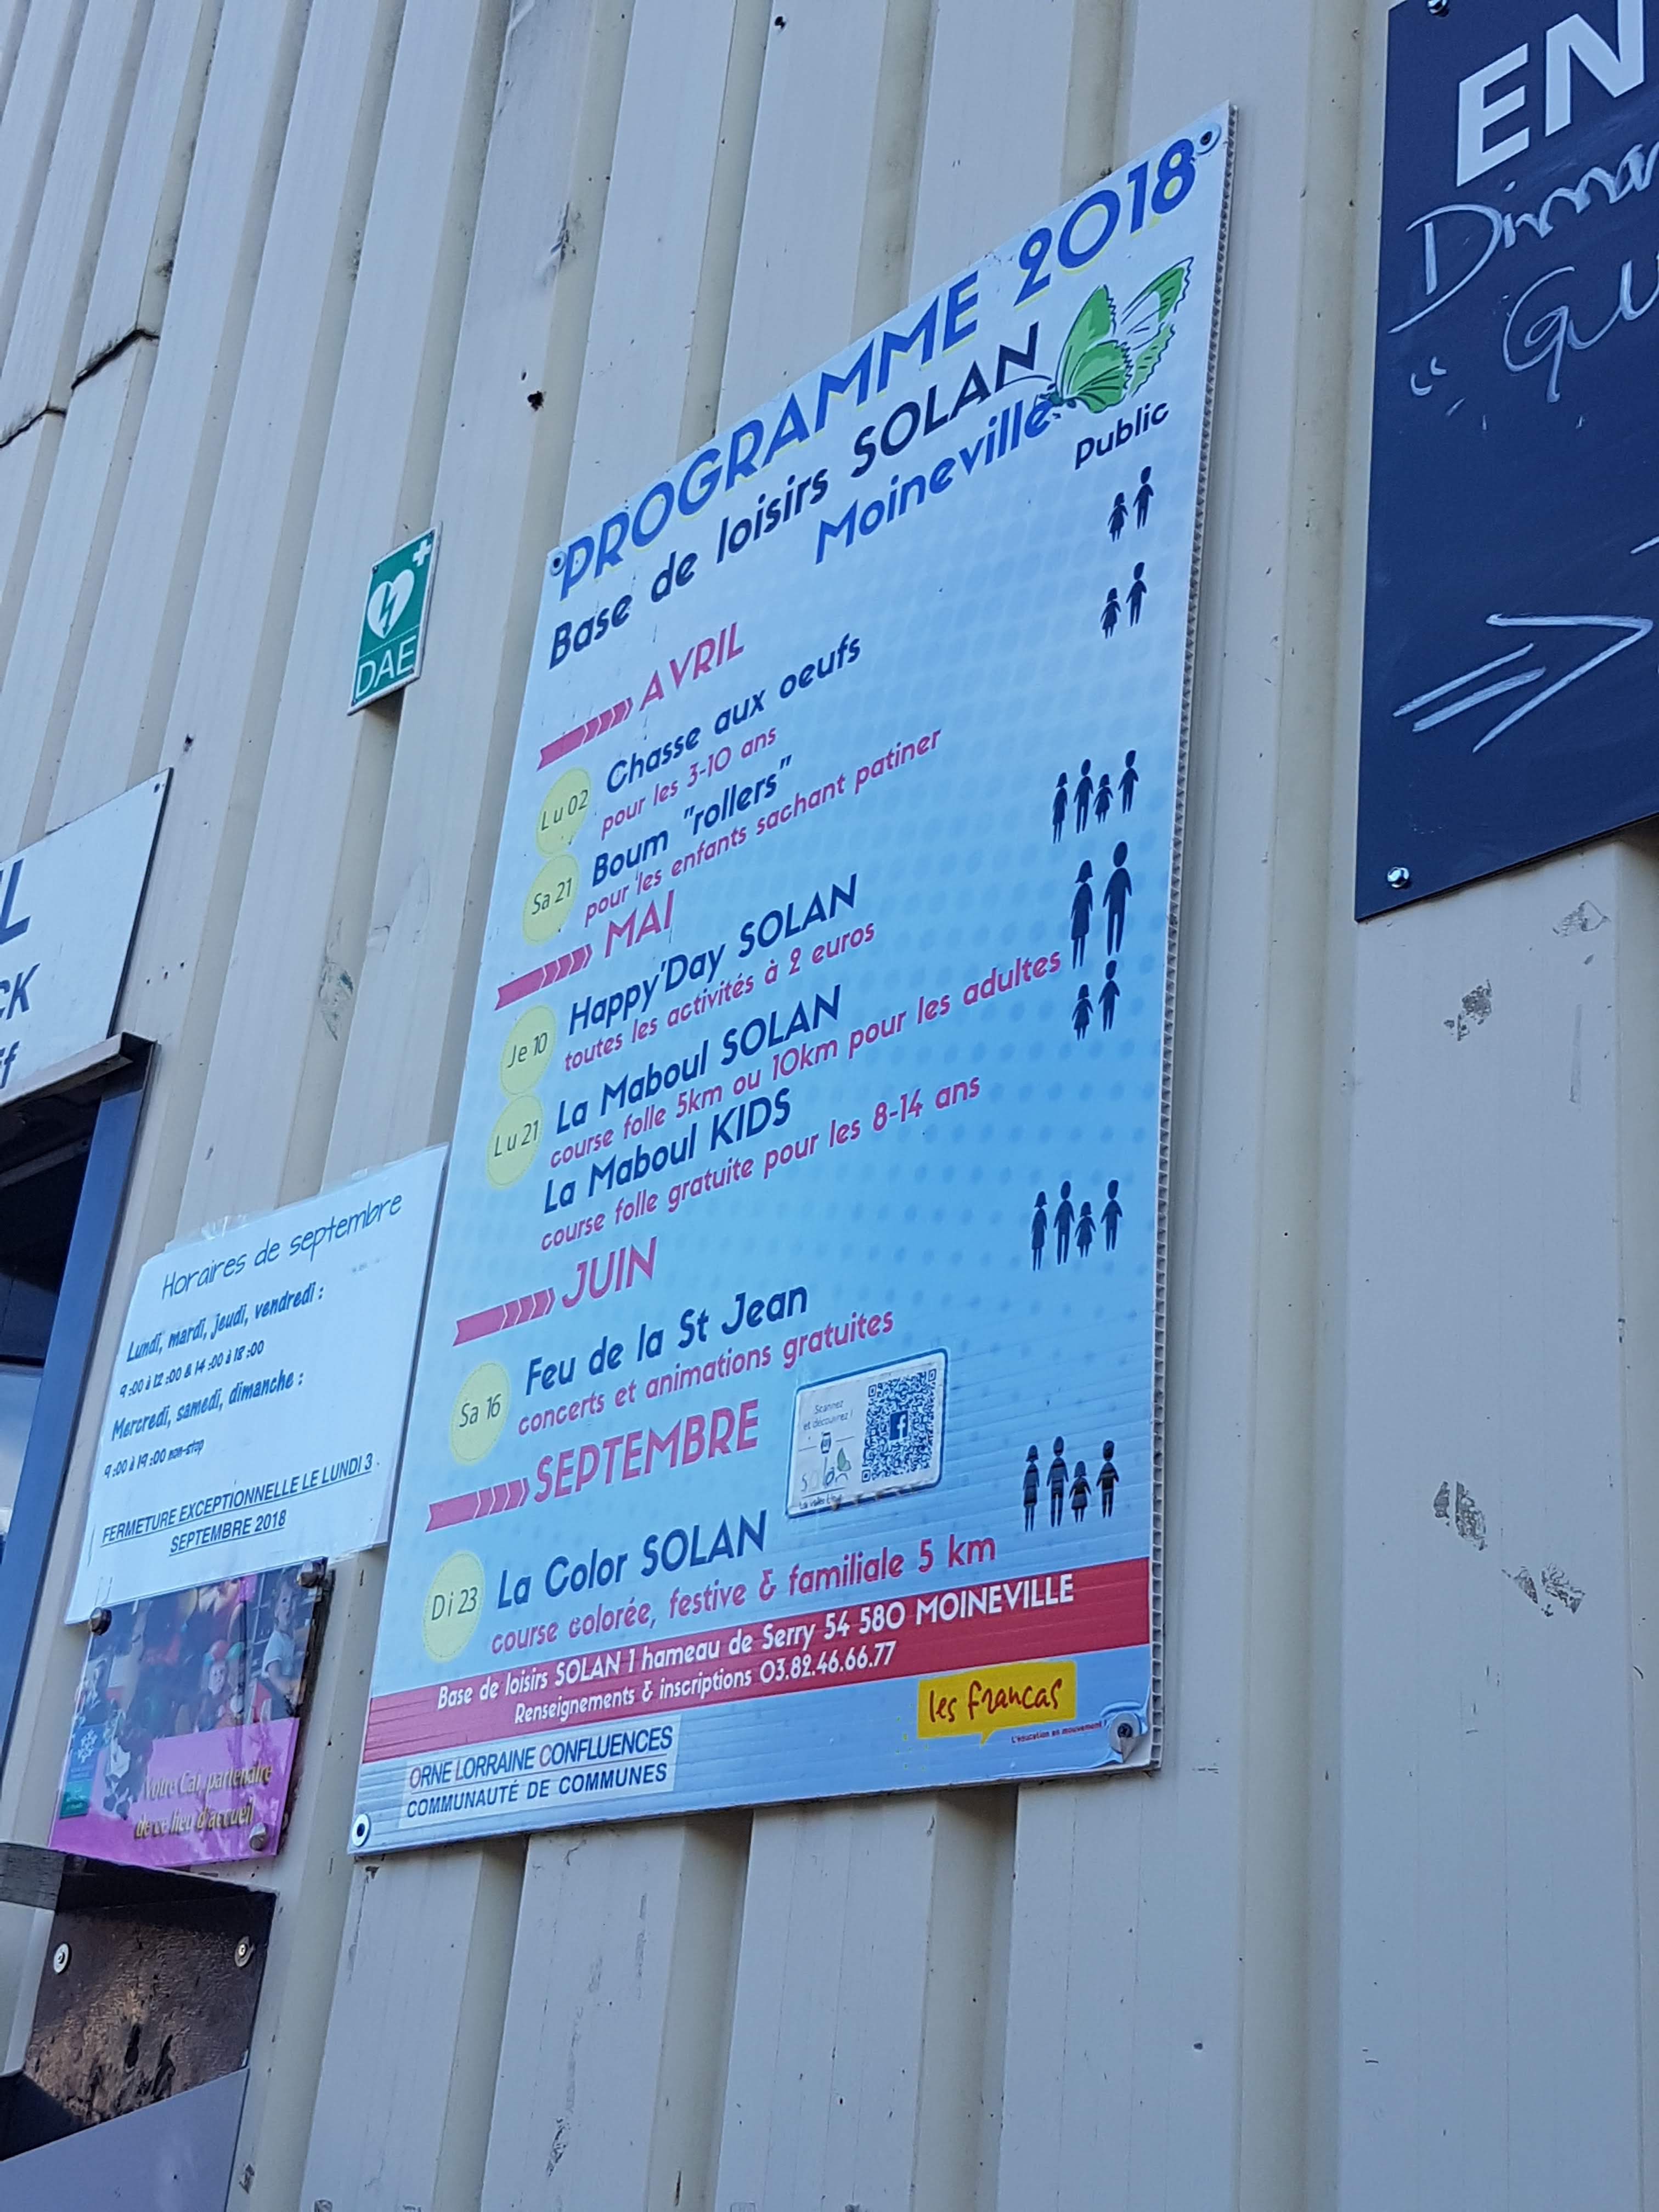 PROGRAMME 2018
Base de loisirs SOLAN
Moineville
Public
AVRIL
Lu 02
Chasse aux oeufs
pour les 3-10 ans
Sa 21
Boum "rollers"
pour les enfants sachant patiner
MAI
Je 10
Happy'Day SOLAN
toutes les activités à 2 euros
Lu 21
La Maboul SOLAN
course folle 5km ou 10km pour les adultes
La Maboul KIDS
course folle gratuite pour les 8-14 ans
JUIN
Sa 16
Feu de la St Jean
concerts et animations gratuites
SEPTEMBRE
Scannez
et découvrez !
Di 23
La Color SOLAN
course colorée, festive & familiale 5 km
Base de loisirs SOLAN 1 hameau de Serry 54 580 MOINEVILLE
Renseignements & inscriptions 03.82.46.66.77
ORNE LORRAINE CONFLUENCES
COMMUNAUTÉ DE COMMUNES
les francas
L'éducation en mouvement !
DAE
Horaires de septembre
Lundi, mardi, jeudi, vendredi :
9 :00 à 12 :00 & 14 :00 à 18 :00
Mercredi, samedi, dimanche :
9 :00 à 19 :00 non-stop
FERMETURE EXCEPTIONNELLE LE LUNDI 3
SEPTEMBRE 2018
Votre Caf, partenaire
de ce lieu d'accueil
EN